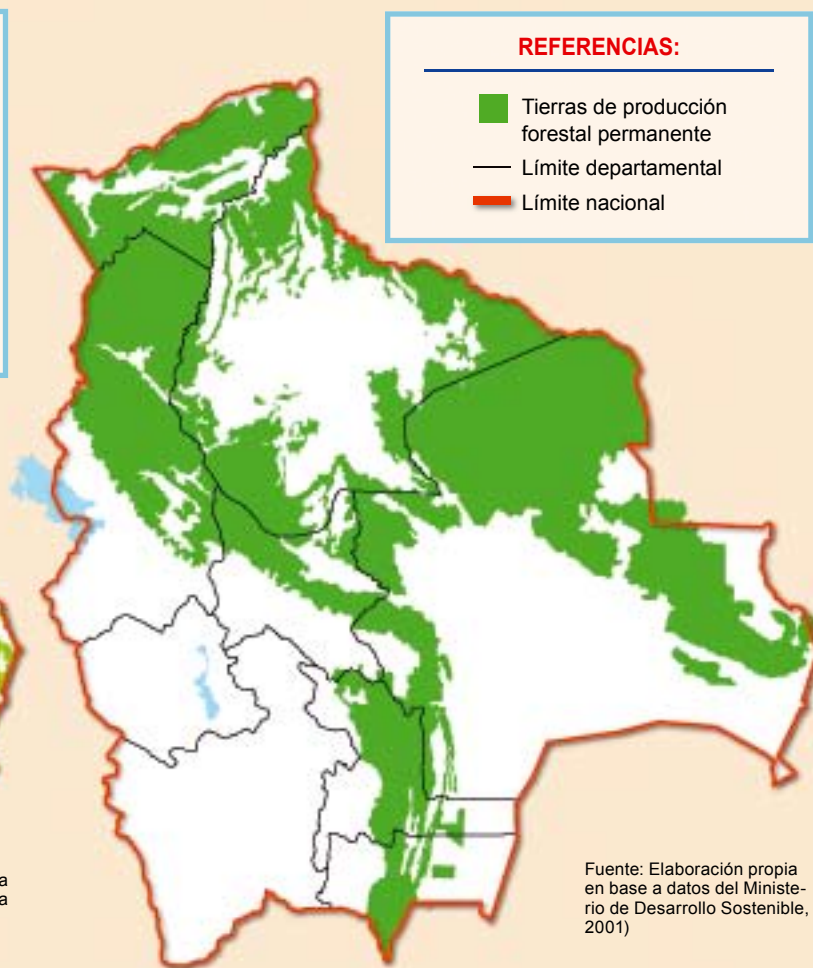 REFERENCIAS:
Tierras de producción
forestal permanente
Límite departamental
Límite nacional
a
a
Fuente: Elaboración propia
en base a datos del Ministe-
rio de Desarrollo Sostenible,
2001)